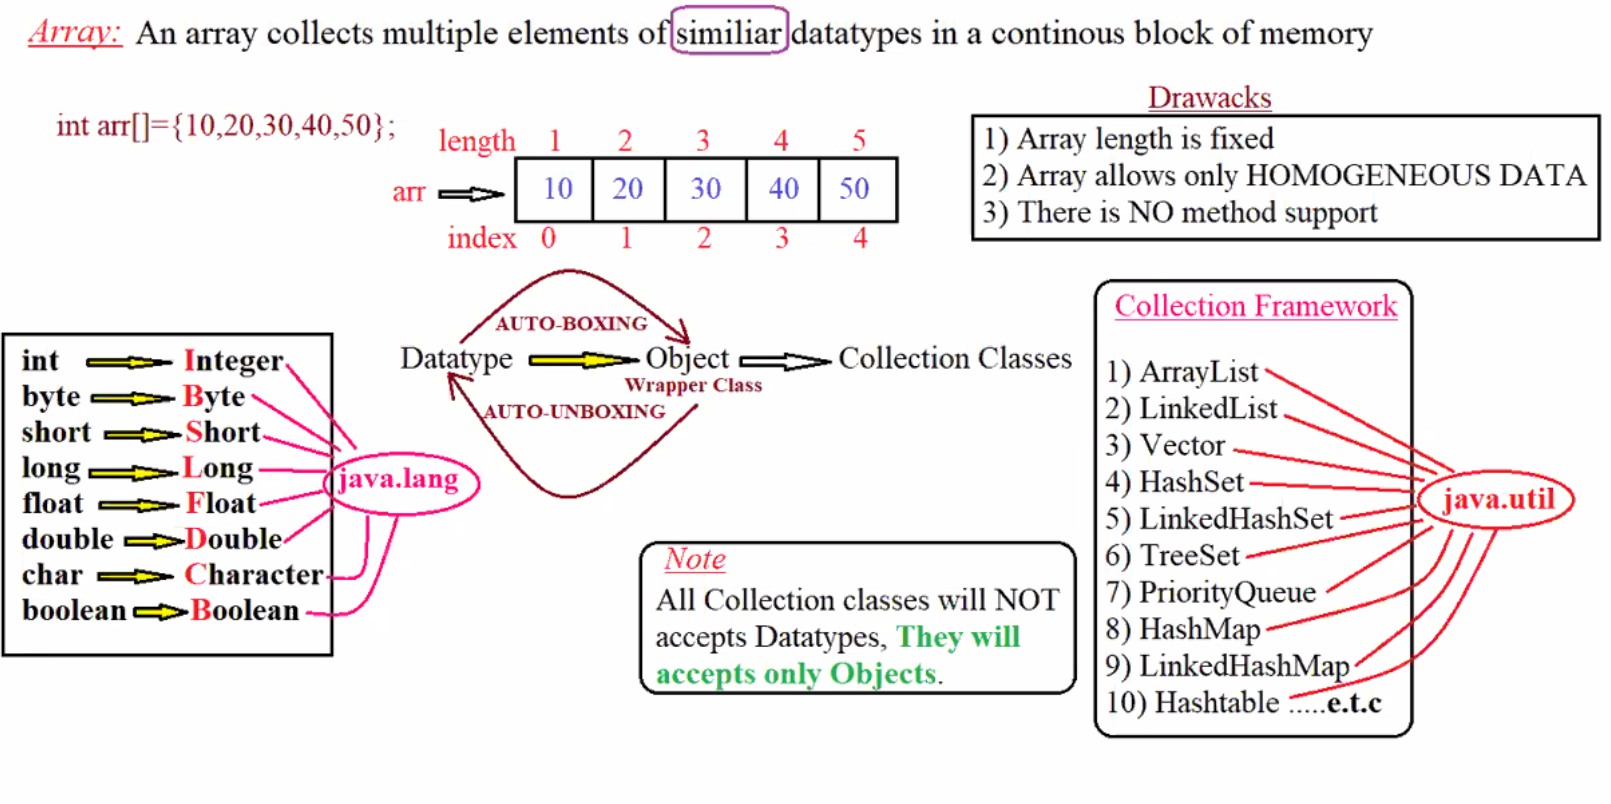 Array: An array collects multiple elements of similiar datatypes in a continous block of memory
Drawacks
int arr[]={10,20,30,40,50};
length 1 2 3 4 5
arr 10 20 30 40 50
index 0 1 2 3 4
1) Array length is fixed
2) Array allows only HOMOGENEOUS DATA
3) There is NO method support
int Integer
byte Byte
short Short
long Long
float Float
double Double
char Character
boolean Boolean
java.lang
AUTO-BOXING
Datatype Object Collection Classes
Wrapper Class
AUTO-UNBOXING
Note
All Collection classes will NOT
accepts Datatypes, They will
accepts only Objects.
Collection Framework
1) ArrayList
2) LinkedList
3) Vector
4) HashSet
5) LinkedHashSet
6) TreeSet
7) PriorityQueue
8) HashMap
9) LinkedHashMap
10) Hashtable .....e.t.c
java.util